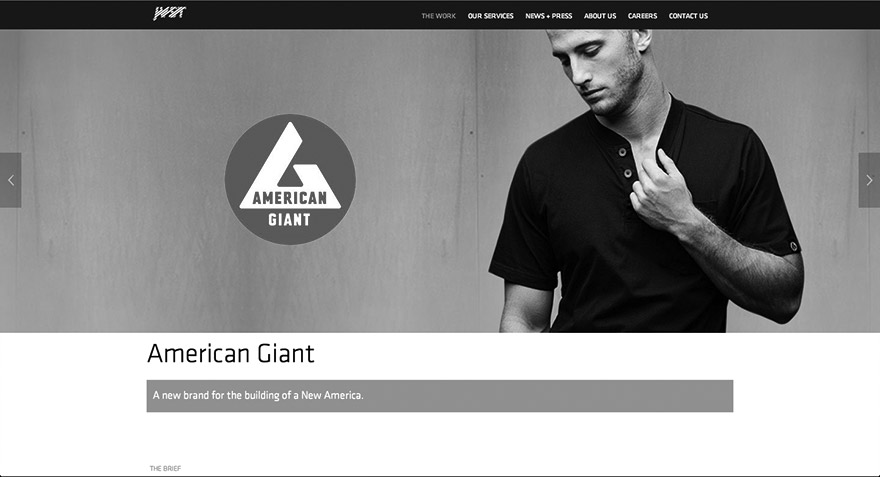 THE WORK OUR SERVICES NEWS + PRESS ABOUT US CAREERS CONTACT US
AMERICAN
GIANT
American Giant
A new brand for the building of a New America.
THE BRIEF